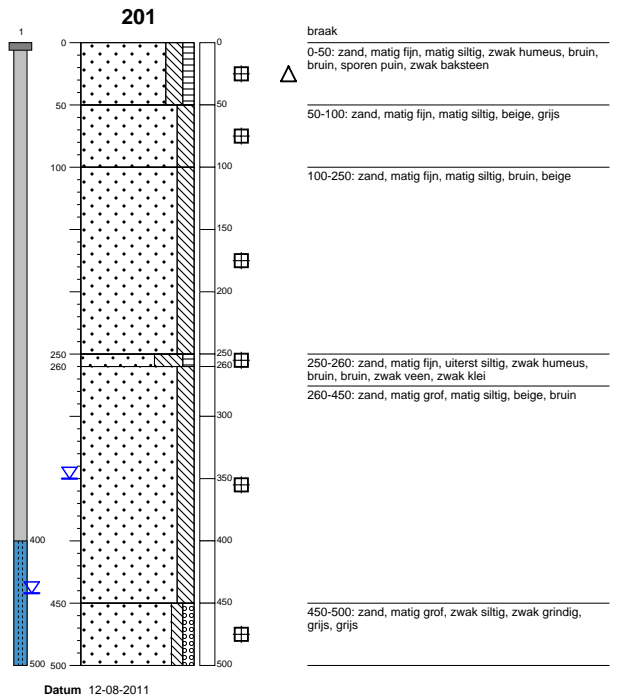 201
1
0
50
100
250
260
450
500
400
500
0
50
100
150
200
250
260
300
350
400
450
500
braak
0-50: zand, matig fijn, matig siltig, zwak humeus, bruin,
bruin, sporen puin, zwak baksteen
50-100: zand, matig fijn, matig siltig, beige, grijs
100-250: zand, matig fijn, matig siltig, bruin, beige
250-260: zand, matig fijn, uiterst siltig, zwak humeus,
bruin, bruin, zwak veen, zwak klei
260-450: zand, matig grof, matig siltig, beige, bruin
450-500: zand, matig grof, zwak siltig, zwak grindig,
grijs, grijs
Datum 12-08-2011